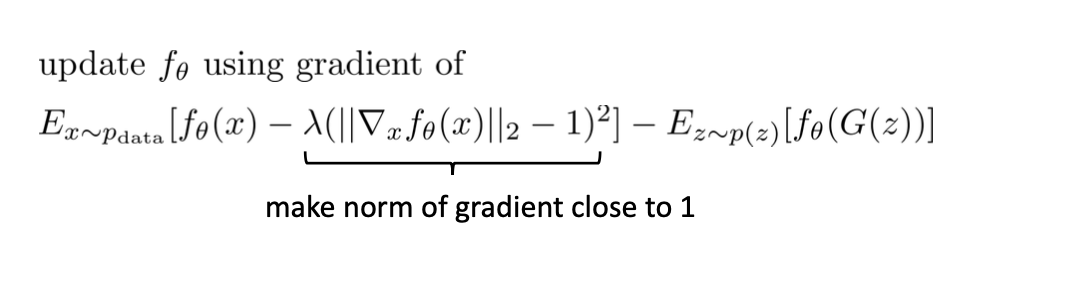 update f_θ using gradient of
E_{x∼p_data}[f_θ(x) − λ(||∇_x f_θ(x)||_2 − 1)^2] − E_{z∼p(z)}[f_θ(G(z))]
make norm of gradient close to 1